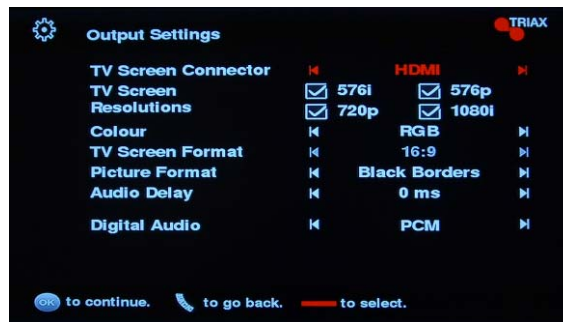 Output Settings
TRIAX
TV Screen Connector HDMI
TV Screen Resolutions 576i 576p
720p 1080i
Colour RGB
TV Screen Format 16:9
Picture Format Black Borders
Audio Delay 0 ms
Digital Audio PCM
OK to continue. to go back. to select.